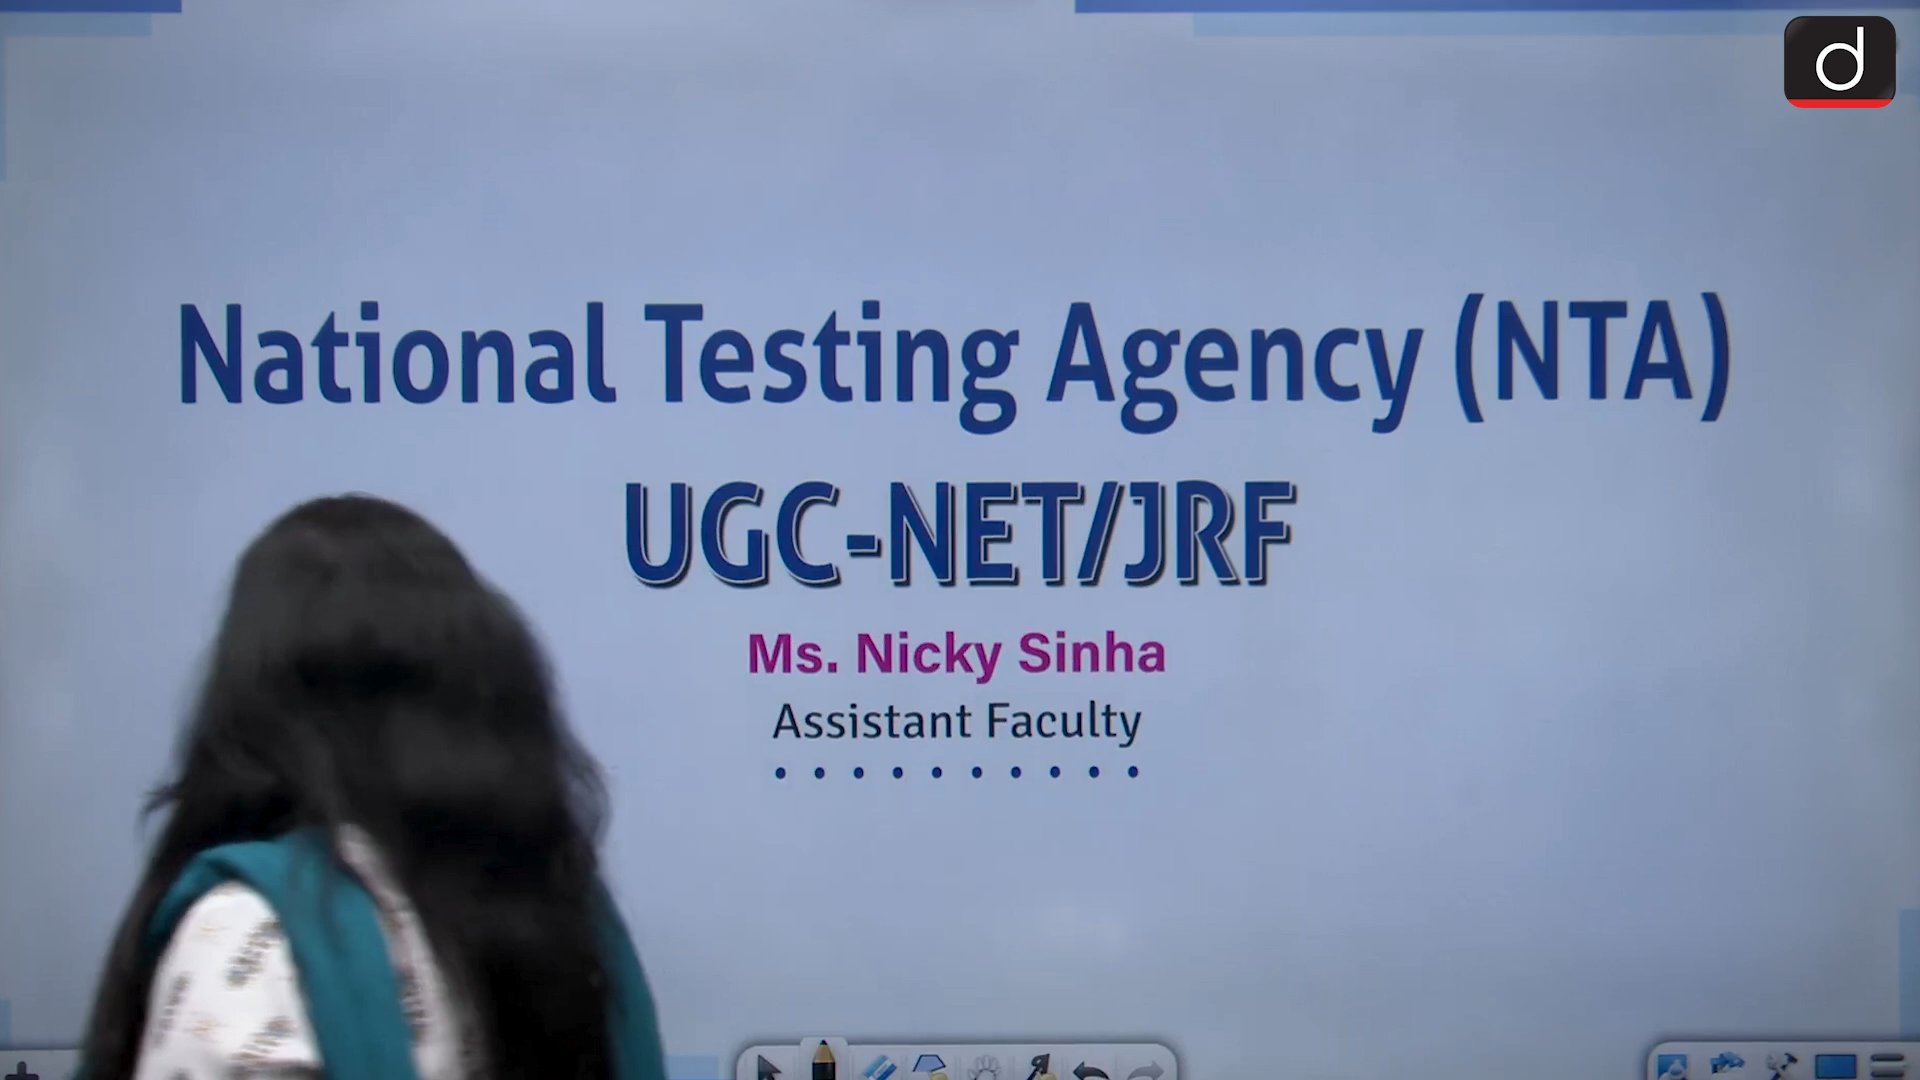 d
National Testing Agency (NTA)
UGC-NET/JRF
Ms. Nicky Sinha
Assistant Faculty